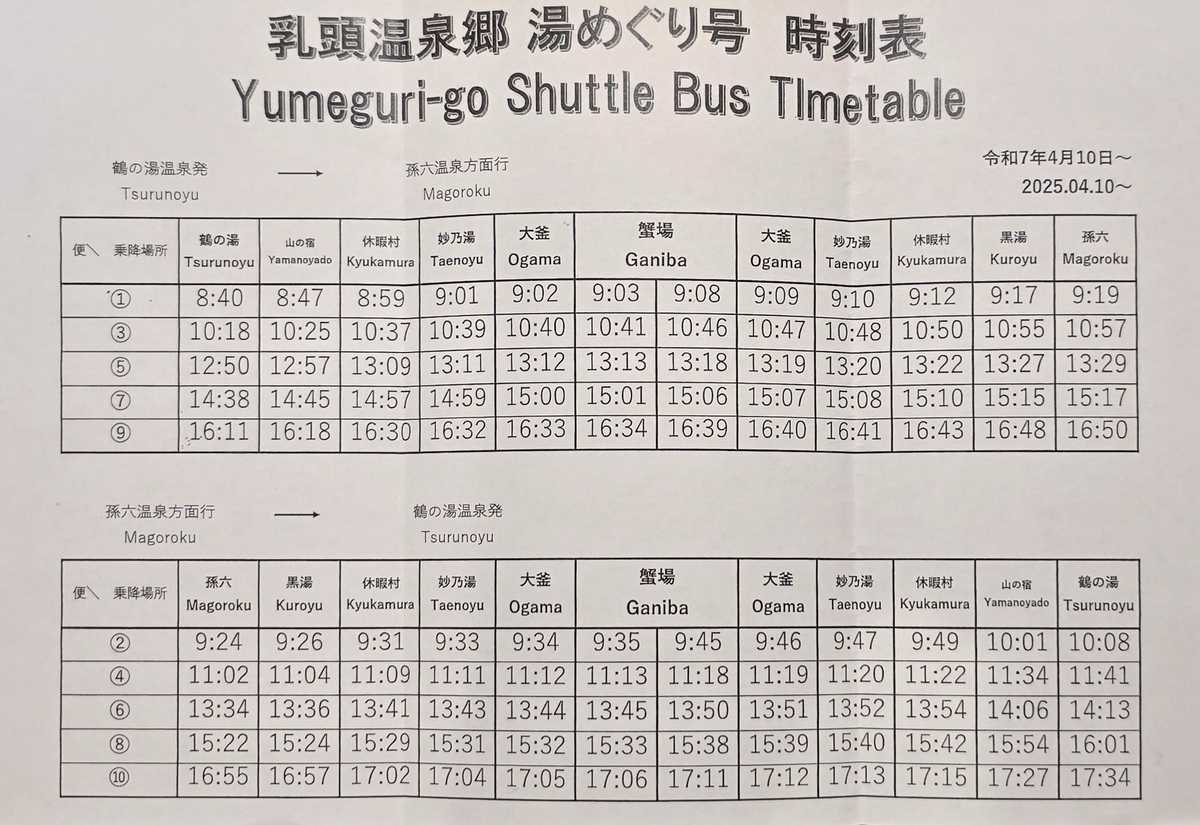 乳頭温泉郷 湯めぐり号 時刻表
Yumeguri-go Shuttle Bus TImetable
鶴の湯温泉発 → 孫六温泉方面行
Tsurunoyu Magoroku
令和7年4月10日～
2025.04.10～
便＼ 乗降場所 鶴の湯 山の宿 休暇村 妙乃湯 大釜 蟹場 大釜 妙乃湯 休暇村 黒湯 孫六
Tsurunoyu Yamanoyado Kyukamura Taenoyu Ogama Ganiba Ogama Taenoyu Kyukamura Kuroyu Magoroku
① 8:40 8:47 8:59 9:01 9:02 9:03 9:08 9:09 9:10 9:12 9:17 9:19
③ 10:18 10:25 10:37 10:39 10:40 10:41 10:46 10:47 10:48 10:50 10:55 10:57
⑤ 12:50 12:57 13:09 13:11 13:12 13:13 13:18 13:19 13:20 13:22 13:27 13:29
⑦ 14:38 14:45 14:57 14:59 15:00 15:01 15:06 15:07 15:08 15:10 15:15 15:17
⑨ 16:11 16:18 16:30 16:32 16:33 16:34 16:39 16:40 16:41 16:43 16:48 16:50
孫六温泉方面行 → 鶴の湯温泉発
Magoroku Tsurunoyu
便＼ 乗降場所 孫六 黒湯 休暇村 妙乃湯 大釜 蟹場 大釜 妙乃湯 休暇村 山の宿 鶴の湯
Magoroku Kuroyu Kyukamura Taenoyu Ogama Ganiba Ogama Taenoyu Kyukamura Yamanoyado Tsurunoyu
② 9:24 9:26 9:31 9:33 9:34 9:35 9:45 9:46 9:47 9:49 10:01 10:08
④ 11:02 11:04 11:09 11:11 11:12 11:13 11:18 11:19 11:20 11:22 11:34 11:41
⑥ 13:34 13:36 13:41 13:43 13:44 13:45 13:50 13:51 13:52 13:54 14:06 14:13
⑧ 15:22 15:24 15:29 15:31 15:32 15:33 15:38 15:39 15:40 15:42 15:54 16:01
⑩ 16:55 16:57 17:02 17:04 17:05 17:06 17:11 17:12 17:13 17:15 17:27 17:34